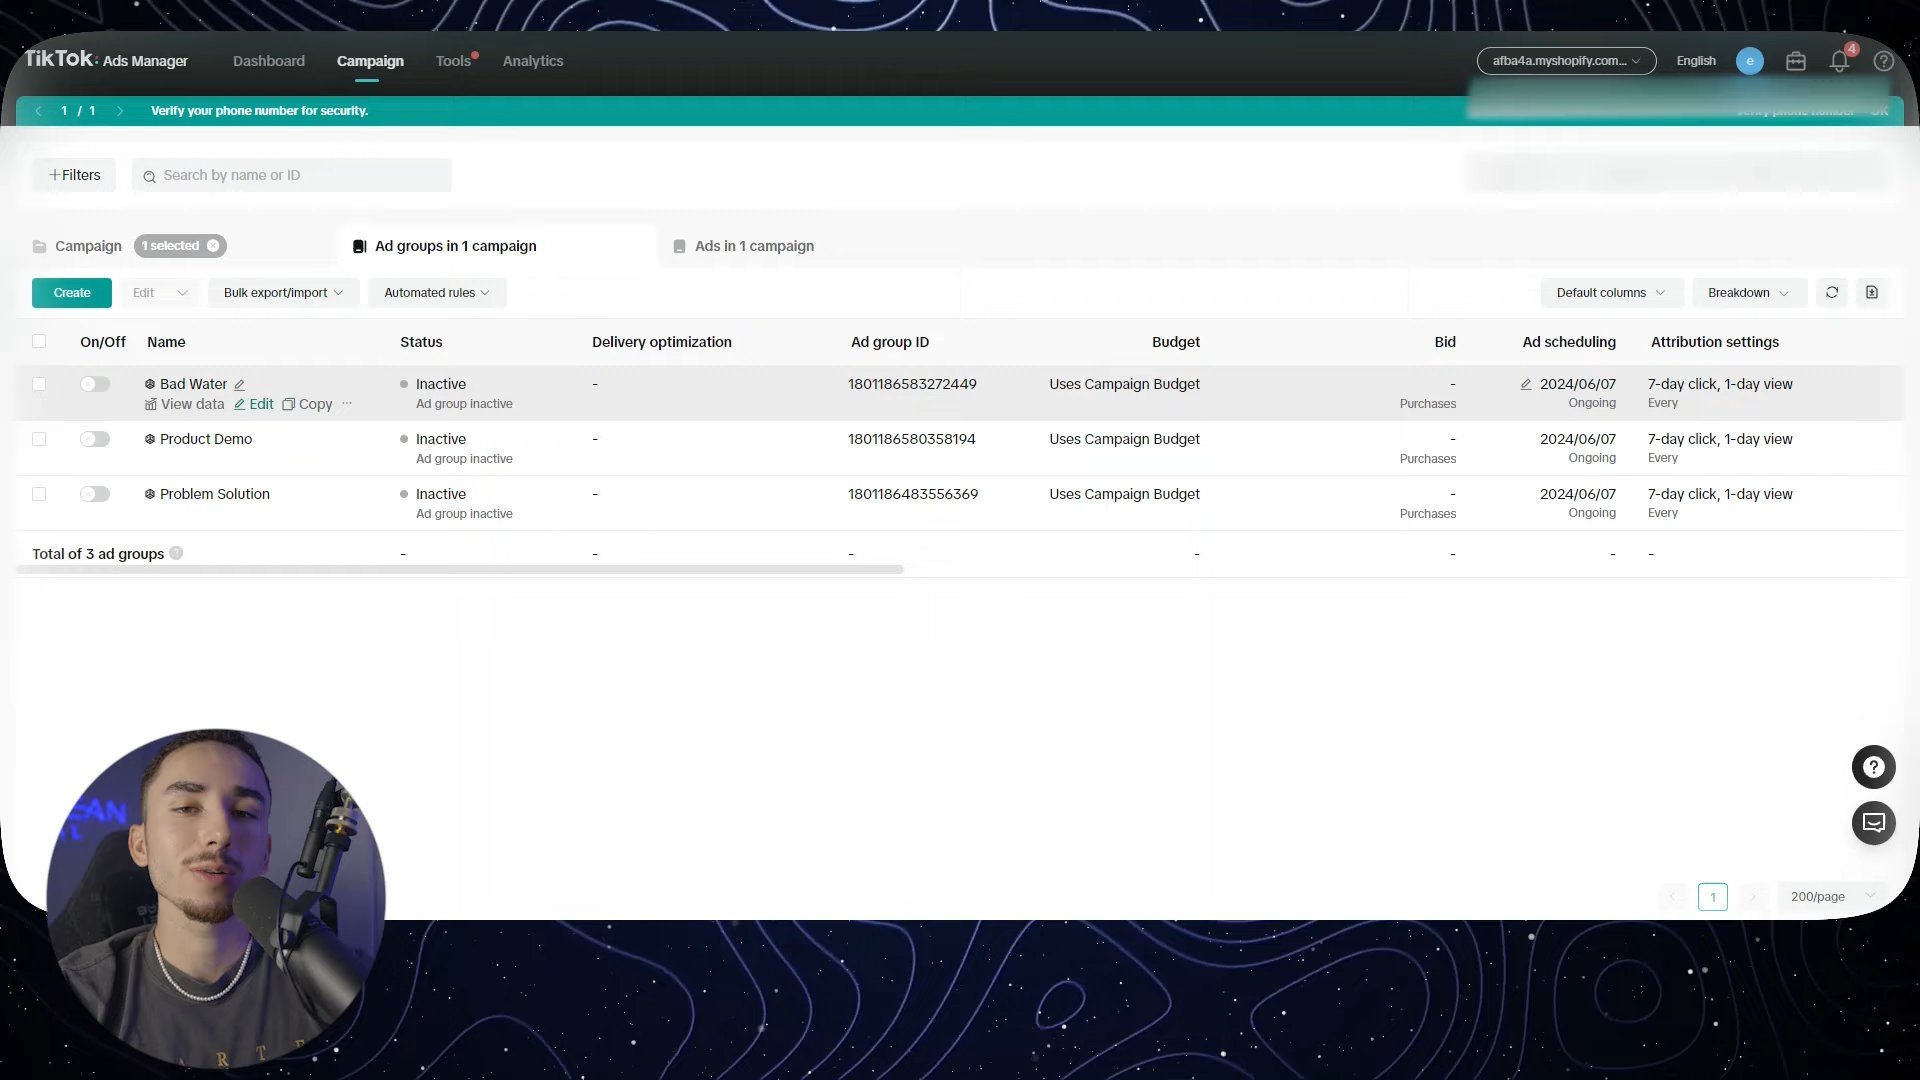 TikTok: Ads Manager Dashboard Campaign Tools Analytics afba4a.myshopify.com... English e 4
1 / 1 Verify your phone number for security. Verify phone number OK
+Filters Search by name or ID
Campaign 1 selected Ad groups in 1 campaign Ads in 1 campaign
Create Edit Bulk export/import Automated rules Default columns Breakdown
On/Off Name Status Delivery optimization Ad group ID Budget Bid Ad scheduling Attribution settings
Bad Water Inactive - 1801186583272449 Uses Campaign Budget - 2024/06/07 7-day click, 1-day view
View data Edit Copy ... Ad group inactive Purchases Ongoing Every
Product Demo Inactive - 1801186580358194 Uses Campaign Budget - 2024/06/07 7-day click, 1-day view
Ad group inactive Purchases Ongoing Every
Problem Solution Inactive - 1801186483556369 Uses Campaign Budget - 2024/06/07 7-day click, 1-day view
Ad group inactive Purchases Ongoing Every
Total of 3 ad groups ? - - - - - - -
?
1 200/page